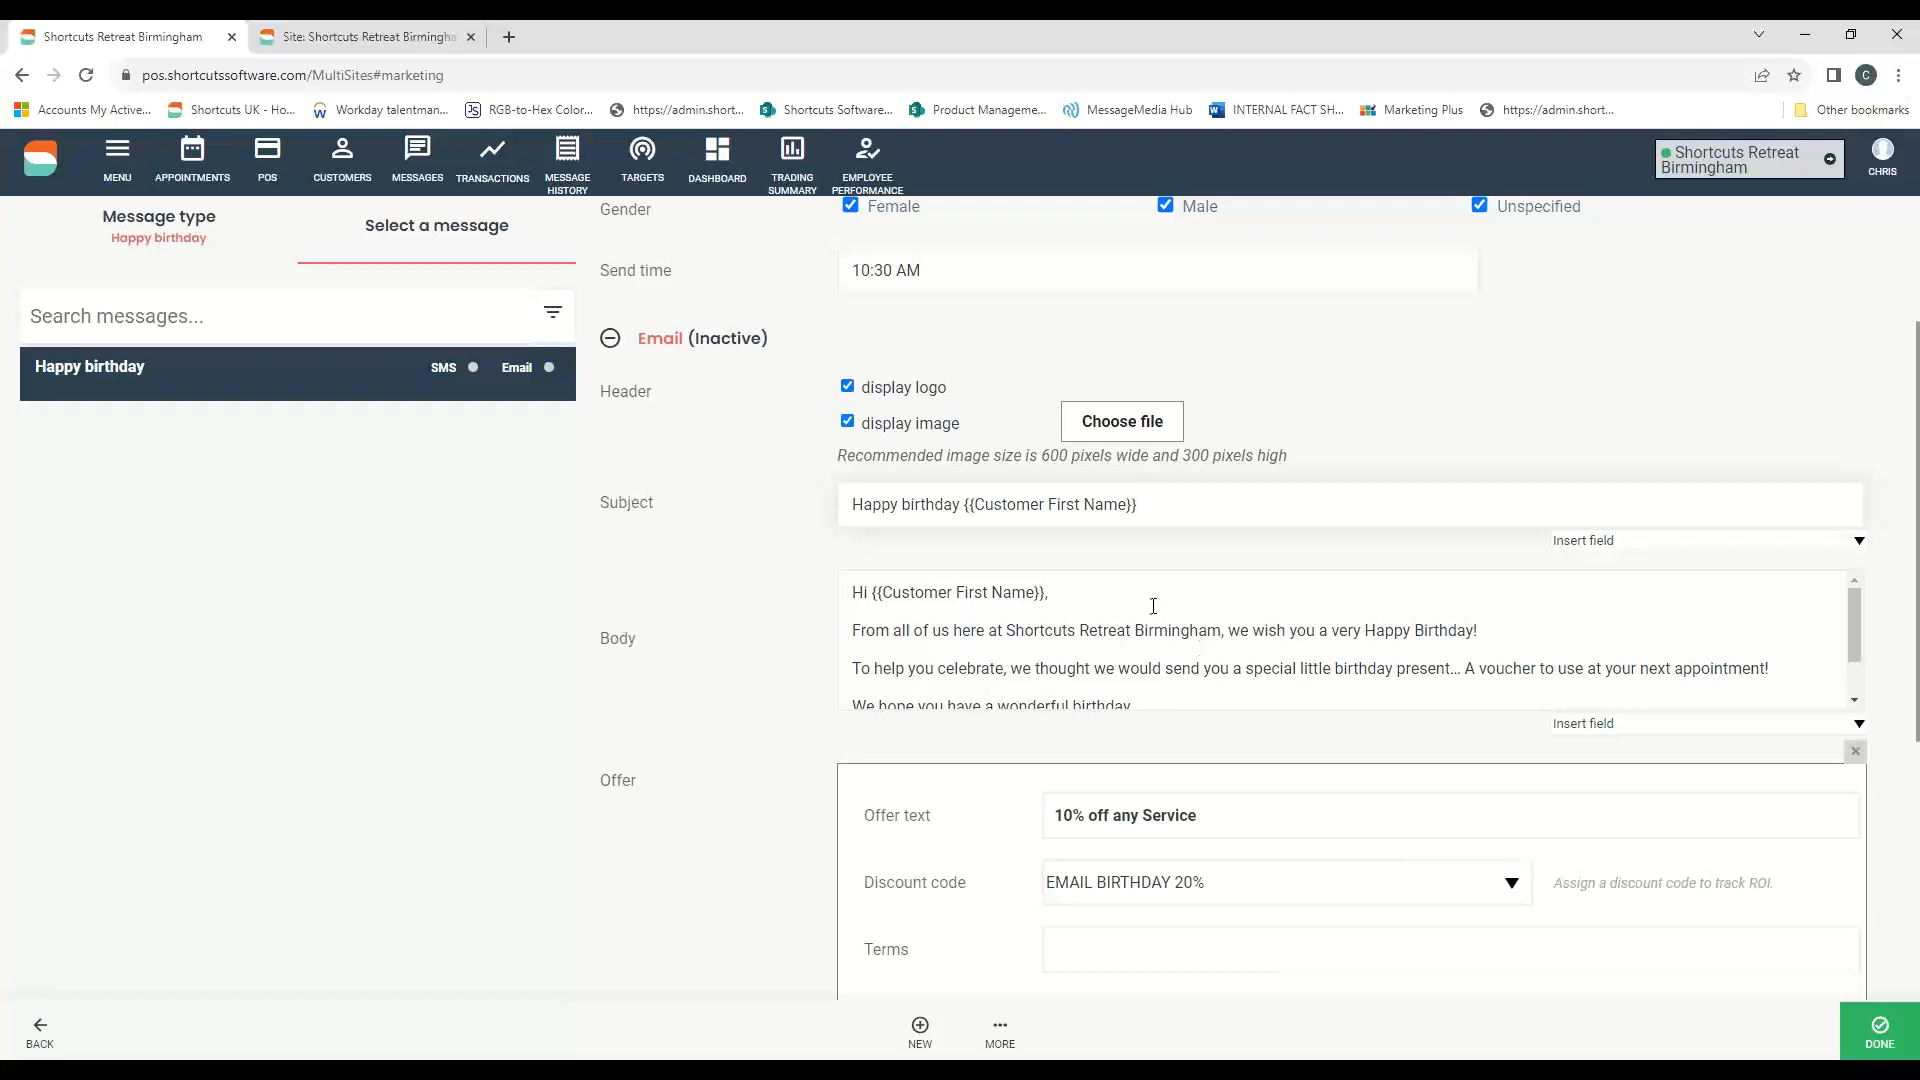 Shortcuts Retreat Birmingham
Site: Shortcuts Retreat Birmingha
pos.shortcutssoftware.com/MultiSites#marketing
C
Accounts My Active...
Shortcuts UK - Ho...
Workday talentman...
RGB-to-Hex Color...
https://admin.short...
Shortcuts Software...
Product Manageme...
MessageMedia Hub
INTERNAL FACT SH...
Marketing Plus
https://admin.short...
Other bookmarks
MENU
APPOINTMENTS
POS
CUSTOMERS
MESSAGES
TRANSACTIONS
MESSAGE
HISTORY
TARGETS
DASHBOARD
TRADING
SUMMARY
EMPLOYEE
PERFORMANCE
Shortcuts Retreat
Birmingham
CHRIS
Message type
Happy birthday
Select a message
Search messages...
Happy birthday
SMS
Email
Gender
Female
Male
Unspecified
Send time
10:30 AM
Email (Inactive)
Header
display logo
display image
Choose file
Recommended image size is 600 pixels wide and 300 pixels high
Subject
Happy birthday {{Customer First Name}}
Insert field
Body
Hi {{Customer First Name}},
From all of us here at Shortcuts Retreat Birmingham, we wish you a very Happy Birthday!
To help you celebrate, we thought we would send you a special little birthday present... A voucher to use at your next appointment!
We hope you have a wonderful birthday
Insert field
Offer
Offer text
10% off any Service
Discount code
EMAIL BIRTHDAY 20%
Assign a discount code to track ROI.
Terms
BACK
NEW
MORE
DONE